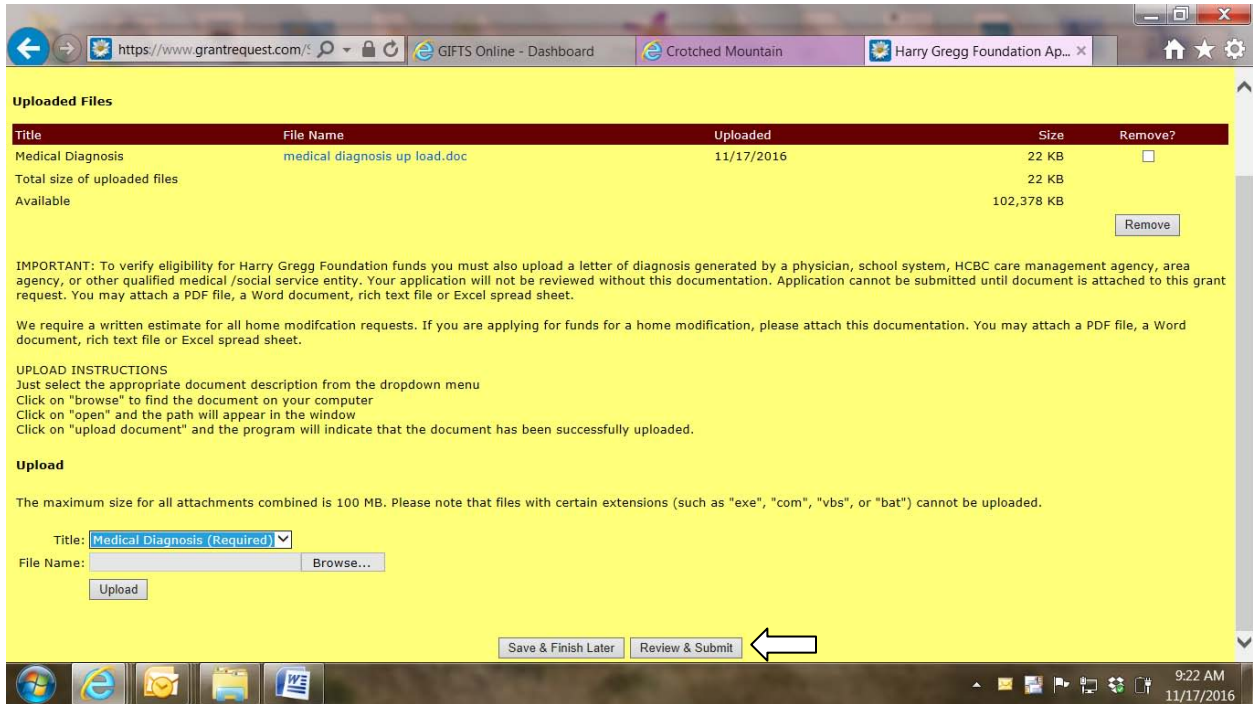 X
https://www.grantrequest.com/S
GIFTS Online - Dashboard
Crotched Mountain
Harry Gregg Foundation Ap... ×
Uploaded Files
Title File Name Uploaded Size Remove?
Medical Diagnosis medical diagnosis up load.doc 11/17/2016 22 KB
Total size of uploaded files 22 KB
Available 102,378 KB
Remove
IMPORTANT: To verify eligibility for Harry Gregg Foundation funds you must also upload a letter of diagnosis generated by a physician, school system, HCBC care management agency, area
agency, or other qualified medical /social service entity. Your application will not be reviewed without this documentation. Application cannot be submitted until document is attached to this grant
request. You may attach a PDF file, a Word document, rich text file or Excel spread sheet.
We require a written estimate for all home modifcation requests. If you are applying for funds for a home modification, please attach this documentation. You may attach a PDF file, a Word
document, rich text file or Excel spread sheet.
UPLOAD INSTRUCTIONS
Just select the appropriate document description from the dropdown menu
Click on "browse" to find the document on your computer
Click on "open" and the path will appear in the window
Click on "upload document" and the program will indicate that the document has been successfully uploaded.
Upload
The maximum size for all attachments combined is 100 MB. Please note that files with certain extensions (such as "exe", "com", "vbs", or "bat") cannot be uploaded.
Title: Medical Diagnosis (Required)
File Name: Browse...
Upload
Save & Finish Later Review & Submit
9:22 AM
11/17/2016